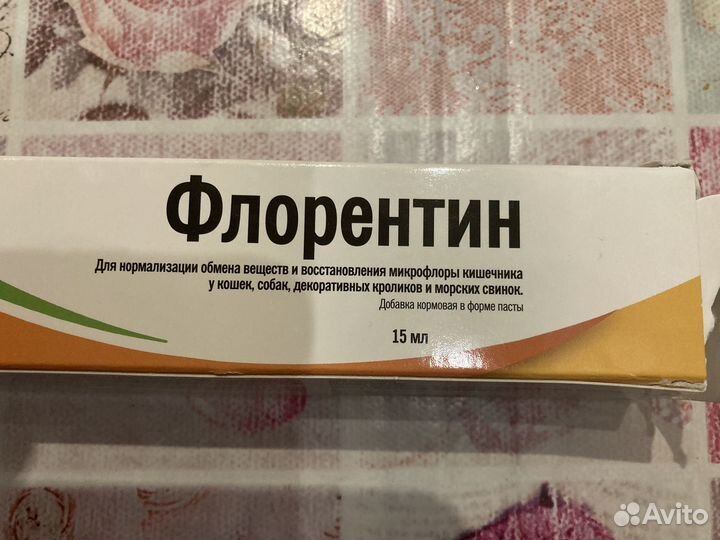 Флорентин
Для нормализации обмена веществ и восстановления микрофлоры кишечника
у кошек, собак, декоративных кроликов и морских свинок.
Добавка кормовая в форме пасты
15 мл
Avito